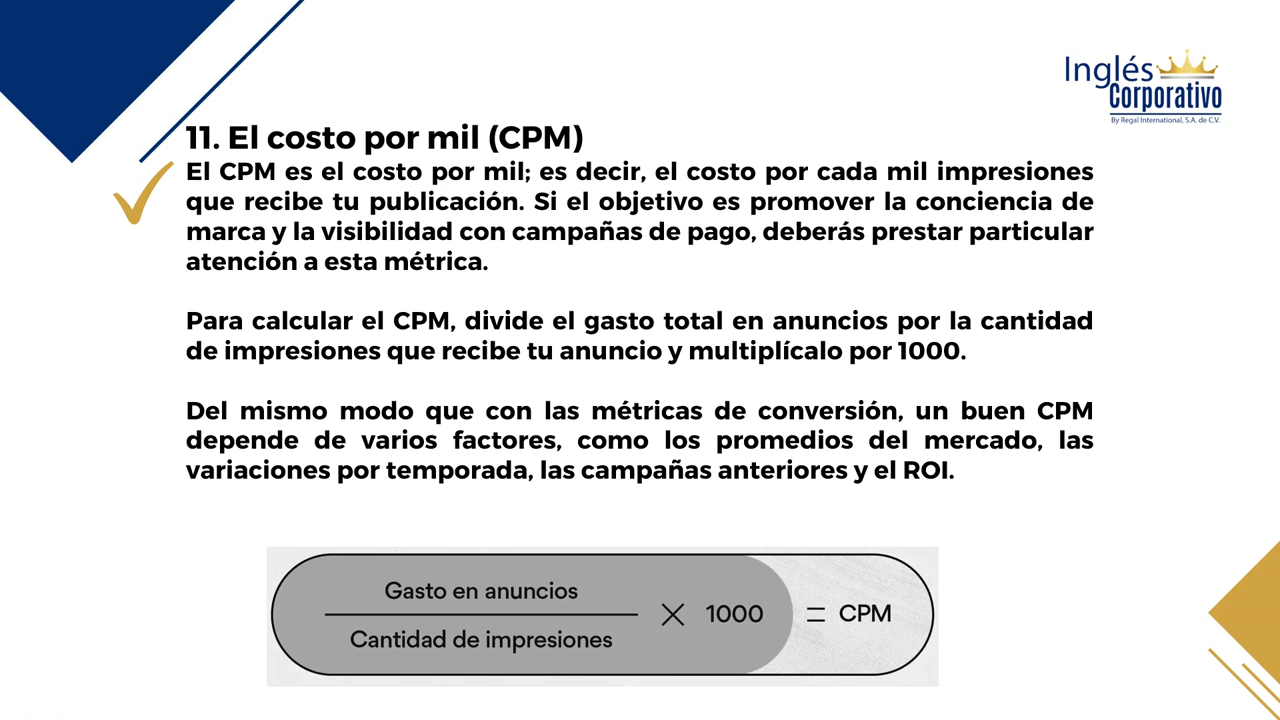 Inglés
Corporativo
By Regal International, S.A. de C.V.
11. El costo por mil (CPM)
El CPM es el costo por mil; es decir, el costo por cada mil impresiones
que recibe tu publicación. Si el objetivo es promover la conciencia de
marca y la visibilidad con campañas de pago, deberás prestar particular
atención a esta métrica.
Para calcular el CPM, divide el gasto total en anuncios por la cantidad
de impresiones que recibe tu anuncio y multiplícalo por 1000.
Del mismo modo que con las métricas de conversión, un buen CPM
depende de varios factores, como los promedios del mercado, las
variaciones por temporada, las campañas anteriores y el ROI.
Gasto en anuncios
Cantidad de impresiones
× 1000 = CPM